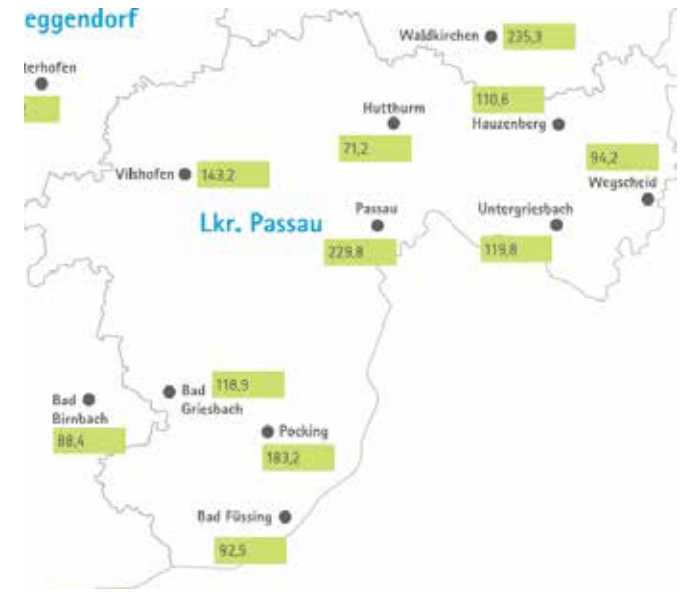 eggendorf
Waldkirchen
235,3
terhofen
110,8
Hutthurm
Hauzenberg
71,2
94,2
Vilshofen
143,2
Wegscheid
Passau
Untergriesbach
Lkr. Passau
229,8
119,8
118,9
Bad
Griesbach
Bad
Birnbach
88,4
Pocking
183,2
Bad Füssing
92,5